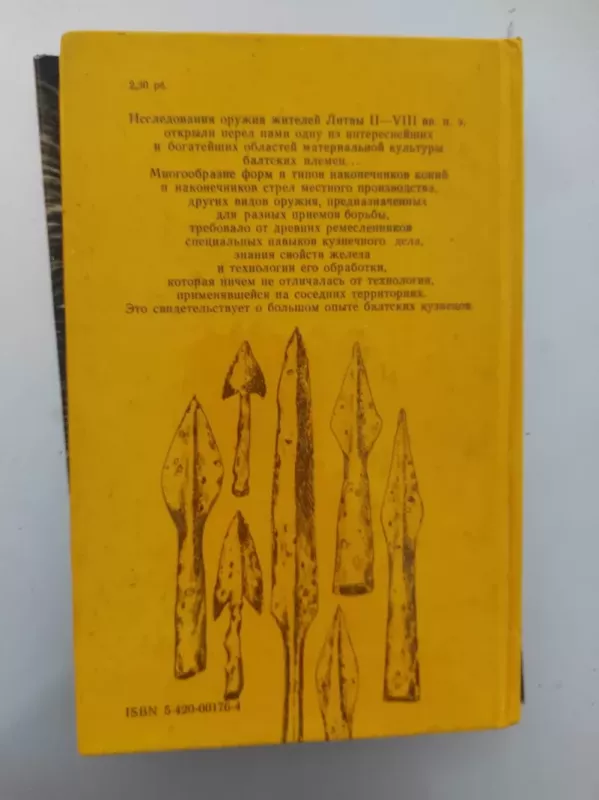 2,30 рб.
Исследования оружия жителей Литвы II—VIII вв. н. э.
открыли перед нами одну из интереснейших
и богатейших областей материальной культуры
балтских племен...
Многообразие форм и типов наконечников копий
и наконечников стрел местного производства,
других видов оружия, предназначенных
для разных приемов борьбы,
требовало от древних ремесленников
специальных навыков кузнечного дела,
знания свойств железа
и технологии его обработки,
которая ничем не отличалась от технологии,
применявшейся на соседних территориях.
Это свидетельствует о большом опыте балтских кузнецов.
ISBN 5-420-00176-4